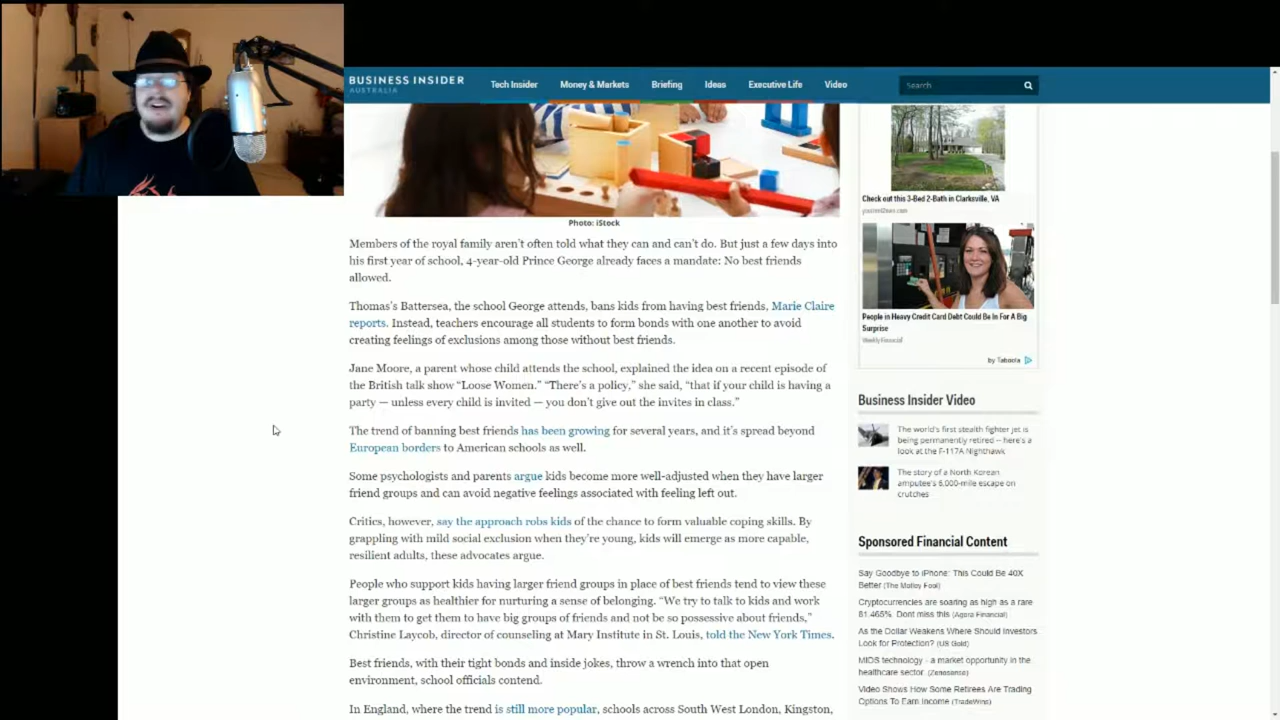 BUSINESS INSIDER
AUSTRALIA
Tech Insider
Money & Markets
Briefing
Ideas
Executive Life
Video
Search
Photo: iStock
Members of the royal family aren't often told what they can and can't do. But just a few days into
his first year of school, 4-year-old Prince George already faces a mandate: No best friends
allowed.
Thomas's Battersea, the school George attends, bans kids from having best friends, Marie Claire
reports. Instead, teachers encourage all students to form bonds with one another to avoid
creating feelings of exclusions among those without best friends.
Jane Moore, a parent whose child attends the school, explained the idea on a recent episode of
the British talk show "Loose Women." "There's a policy," she said, "that if your child is having a
party — unless every child is invited — you don't give out the invites in class."
The trend of banning best friends has been growing for several years, and it's spread beyond
European borders to American schools as well.
Some psychologists and parents argue kids become more well-adjusted when they have larger
friend groups and can avoid negative feelings associated with feeling left out.
Critics, however, say the approach robs kids of the chance to form valuable coping skills. By
grappling with mild social exclusion when they're young, kids will emerge as more capable,
resilient adults, these advocates argue.
People who support kids having larger friend groups in place of best friends tend to view these
larger groups as healthier for nurturing a sense of belonging. "We try to talk to kids and work
with them to get them to have big groups of friends and not be so possessive about friends,"
Christine Laycob, director of counseling at Mary Institute in St. Louis, told the New York Times.
Best friends, with their tight bonds and inside jokes, throw a wrench into that open
environment, school officials contend.
In England, where the trend is still more popular, schools across South West London, Kingston,
Check out this 3-Bed 2-Bath in Clarksville, VA
People in Heavy Credit Card Debt Could Be In For A Big
Surprise
Weekly Financial
by Taboola
Business Insider Video
The world's first stealth fighter jet is
being permanently retired -- here's a
look at the F-117A Nighthawk
The story of a North Korean
amputee's 6,000-mile escape on
crutches
Sponsored Financial Content
Say Goodbye to iPhone: This Could Be 40X
Better (The Motley Fool)
Cryptocurrencies are soaring as high as a rare
81,465%. Dont miss this (Agora Financial)
As the Dollar Weakens Where Should Investors
Look for Protection? (US Gold)
MIDS technology - a market opportunity in the
healthcare sector. (Zenosense)
Video Shows How Some Retirees Are Trading
Options To Earn Income (TradeWins)